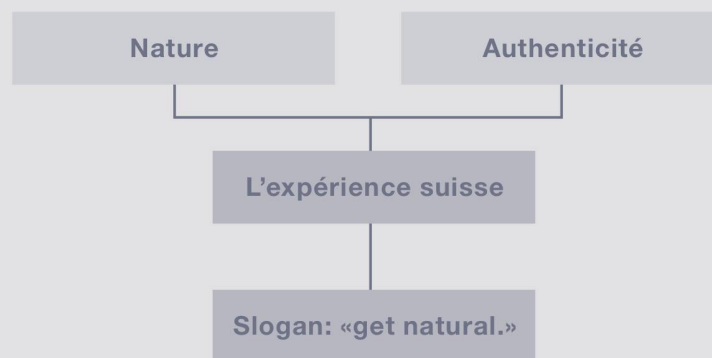 Nature
Authenticité
L’expérience suisse
Slogan: «get natural.»